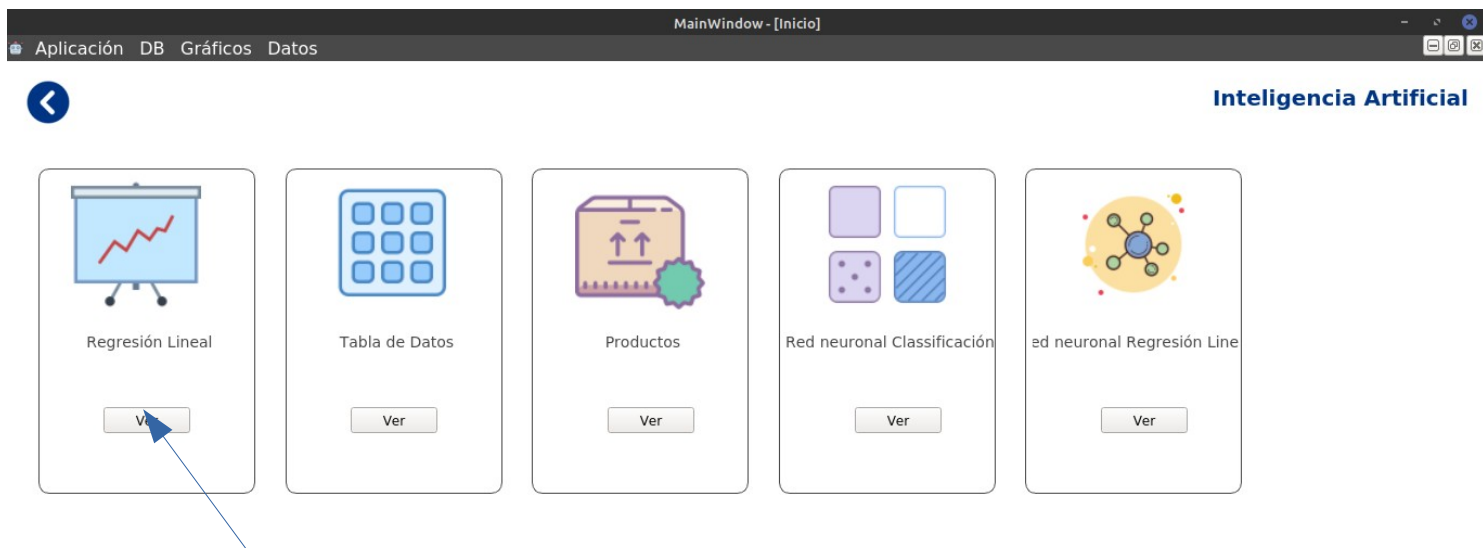 MainWindow - [Inicio]
Aplicación DB Gráficos Datos
Inteligencia Artificial
Regresión Lineal
Tabla de Datos
Productos
Red neuronal Classificación
ed neuronal Regresión Line
Ver
Ver
Ver
Ver
Ver